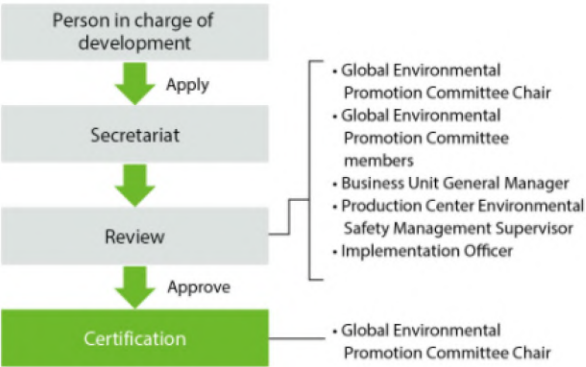 Person in charge of
development
Apply
Secretariat
Review
• Global Environmental
Promotion Committee Chair
• Global Environmental
Promotion Committee
members
• Business Unit General Manager
• Production Center Environmental
Safety Management Supervisor
• Implementation Officer
Approve
Certification
• Global Environmental
Promotion Committee Chair